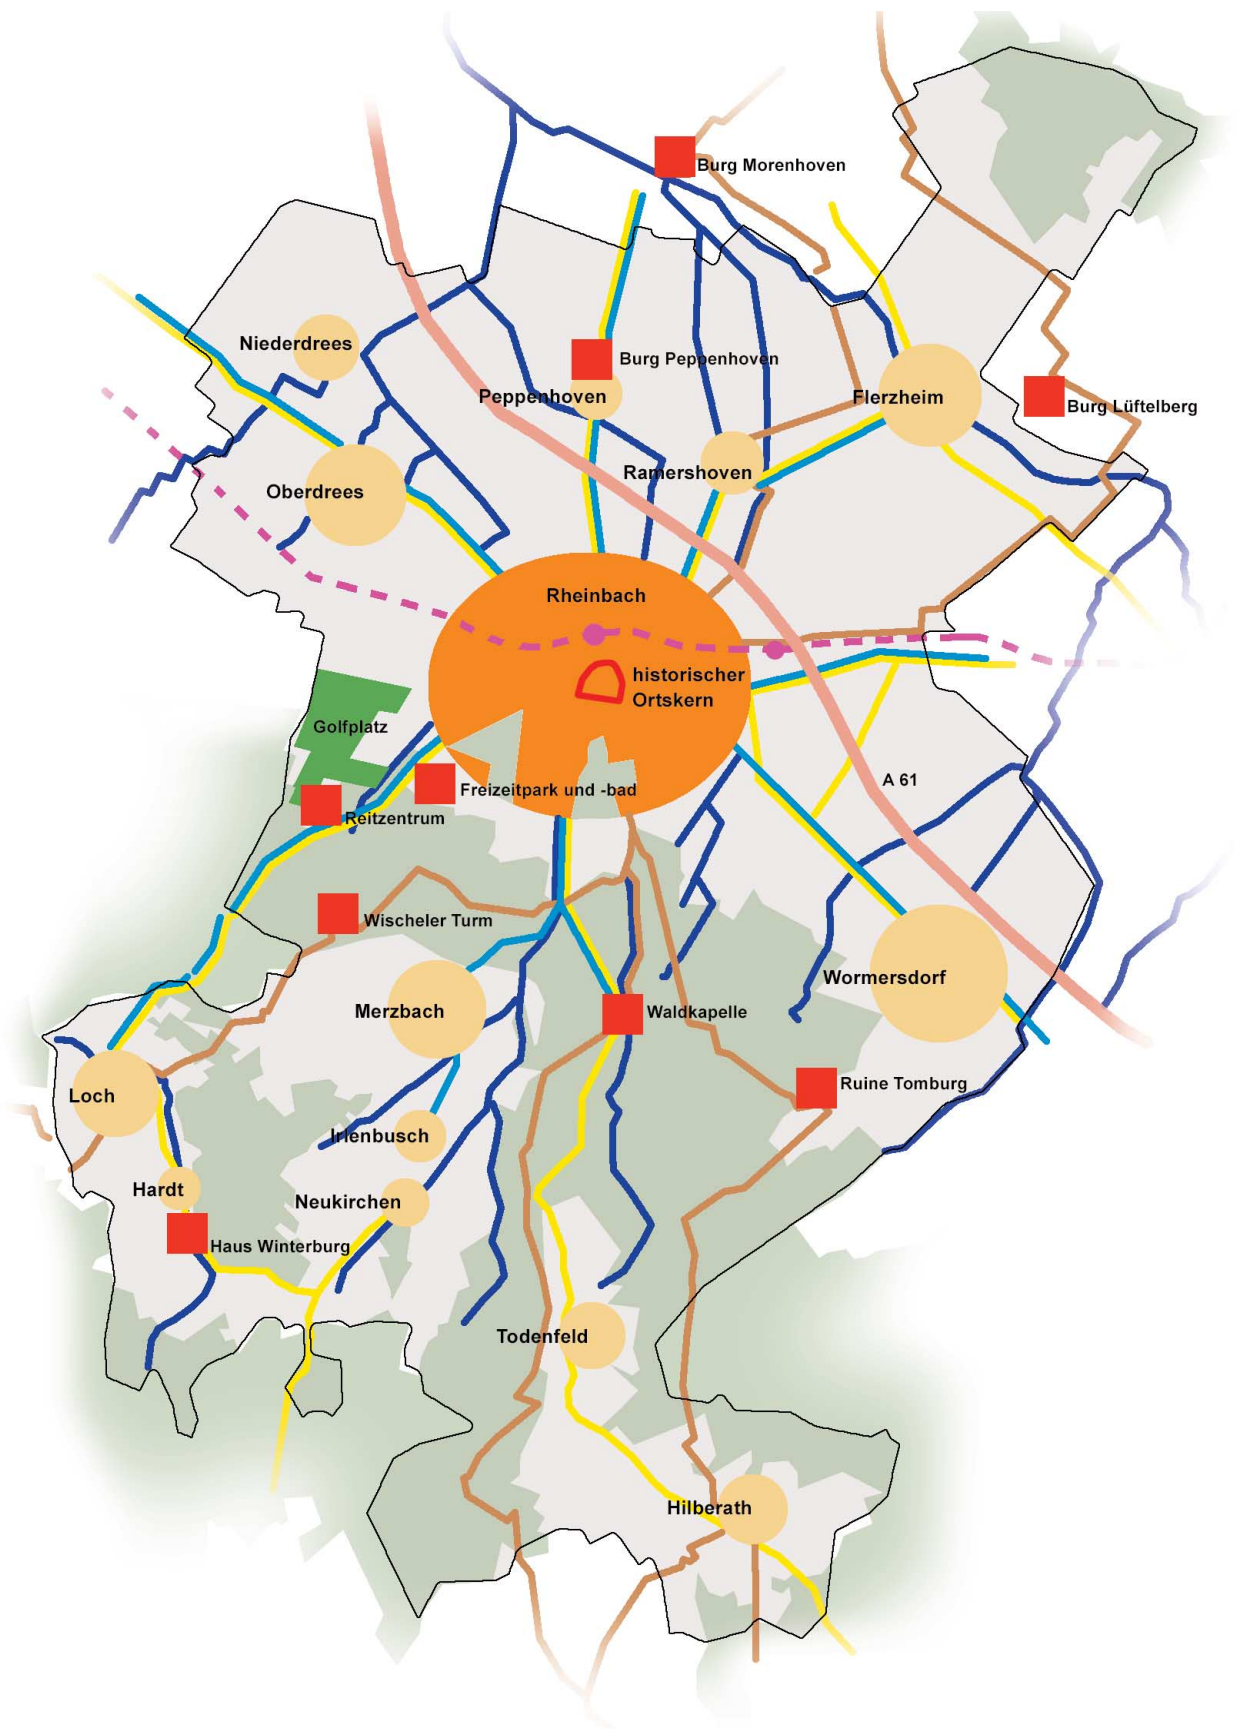 Burg Morenhoven
Niederdrees
Burg Peppenhoven
Peppenhoven
Flerzheim
Burg Lüftelberg
Ramershoven
Oberdrees
Rheinbach
historischer
Ortskern
Golfplatz
A 61
Freizeitpark und -bad
Reitzentrum
Wischeler Turm
Wormersdorf
Merzbach
Waldkapelle
Ruine Tomburg
Loch
Irlenbusch
Hardt
Neukirchen
Haus Winterburg
Todenfeld
Hilberath